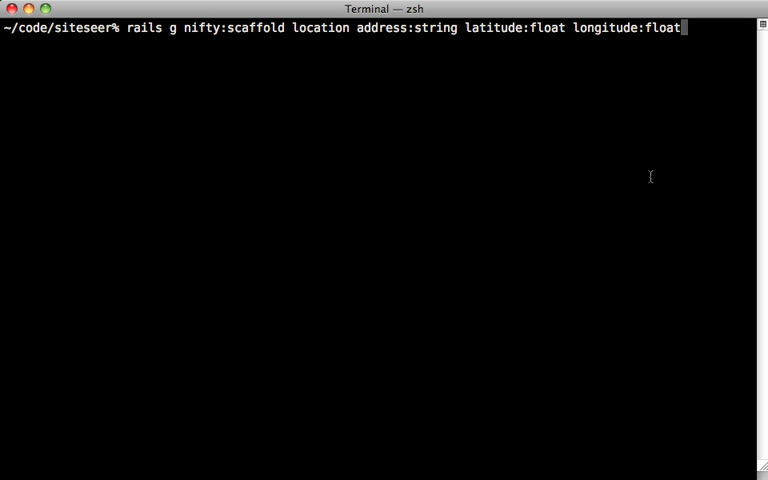 Terminal — zsh
~/code/siteseer% rails g nifty:scaffold location address:string latitude:float longitude:float